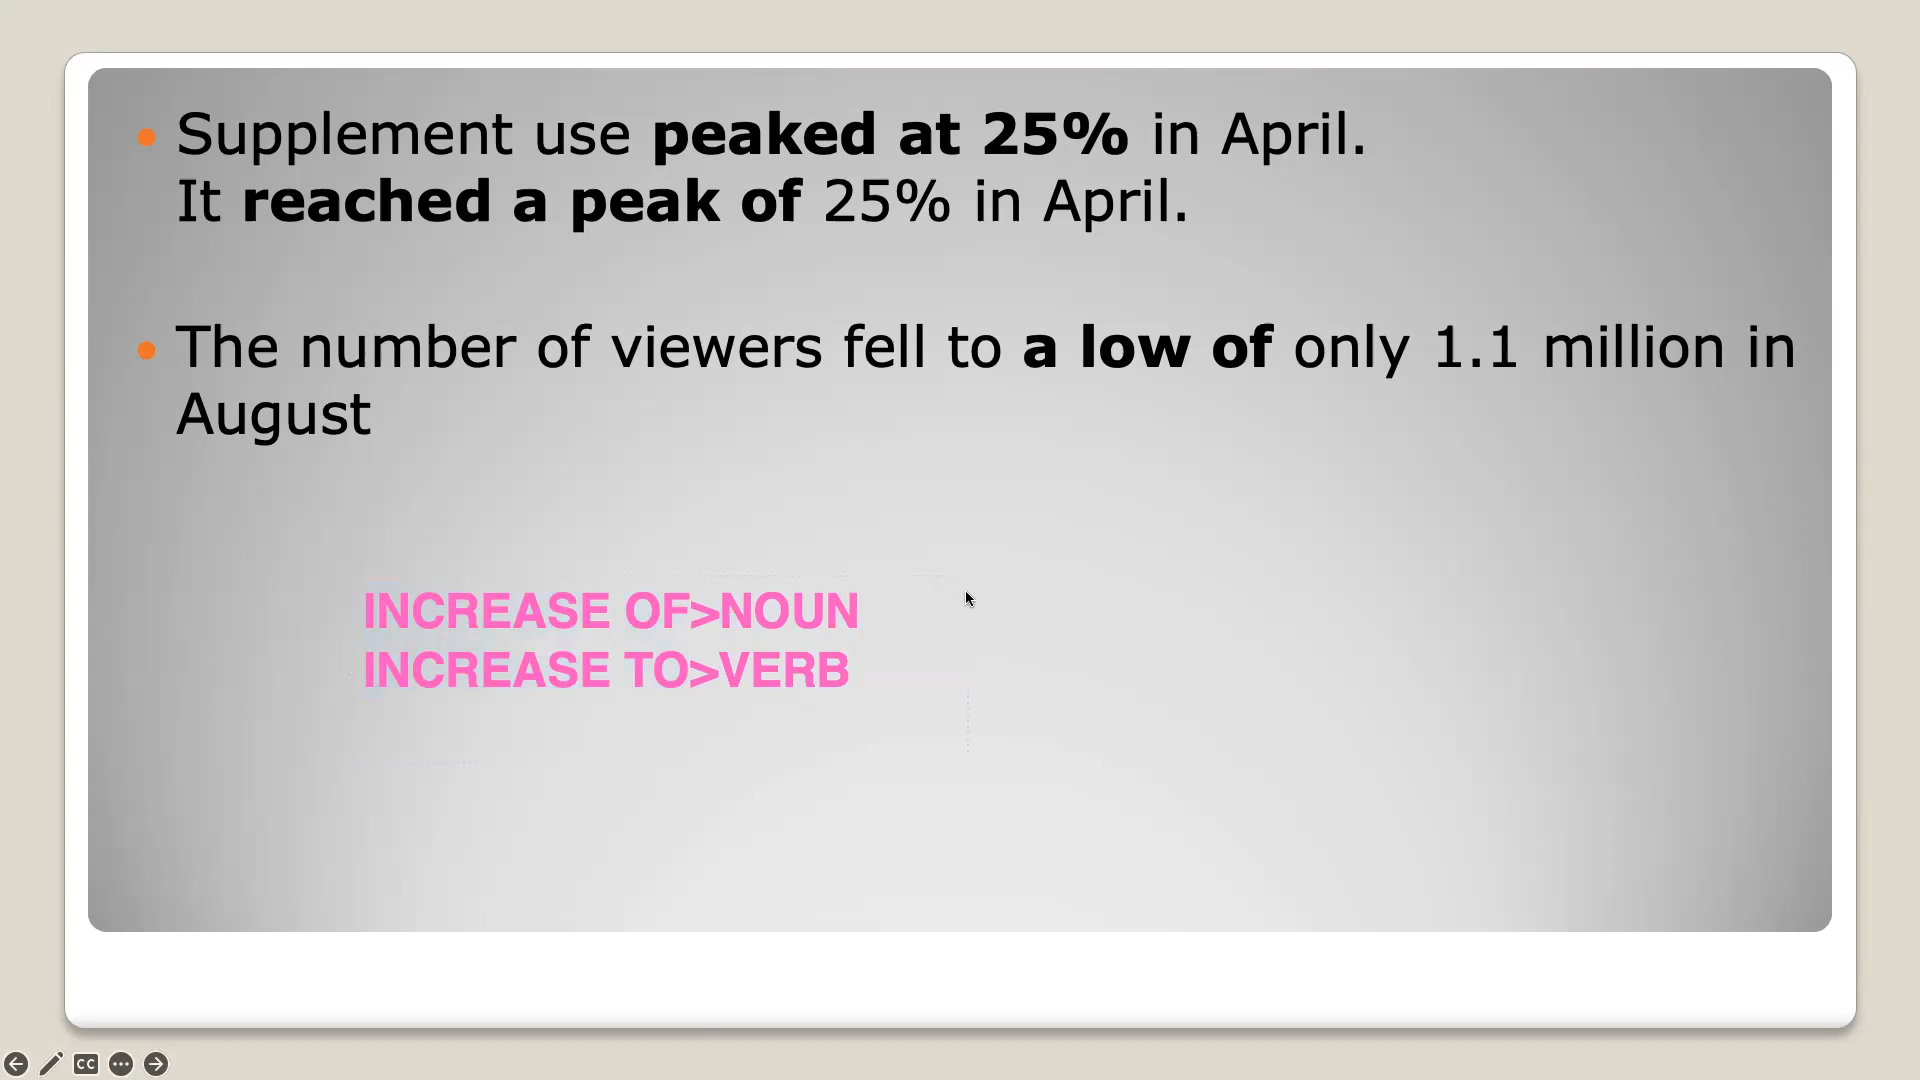 Supplement use peaked at 25% in April.
It reached a peak of 25% in April.
The number of viewers fell to a low of only 1.1 million in
August
INCREASE OF>NOUN
INCREASE TO>VERB
CC